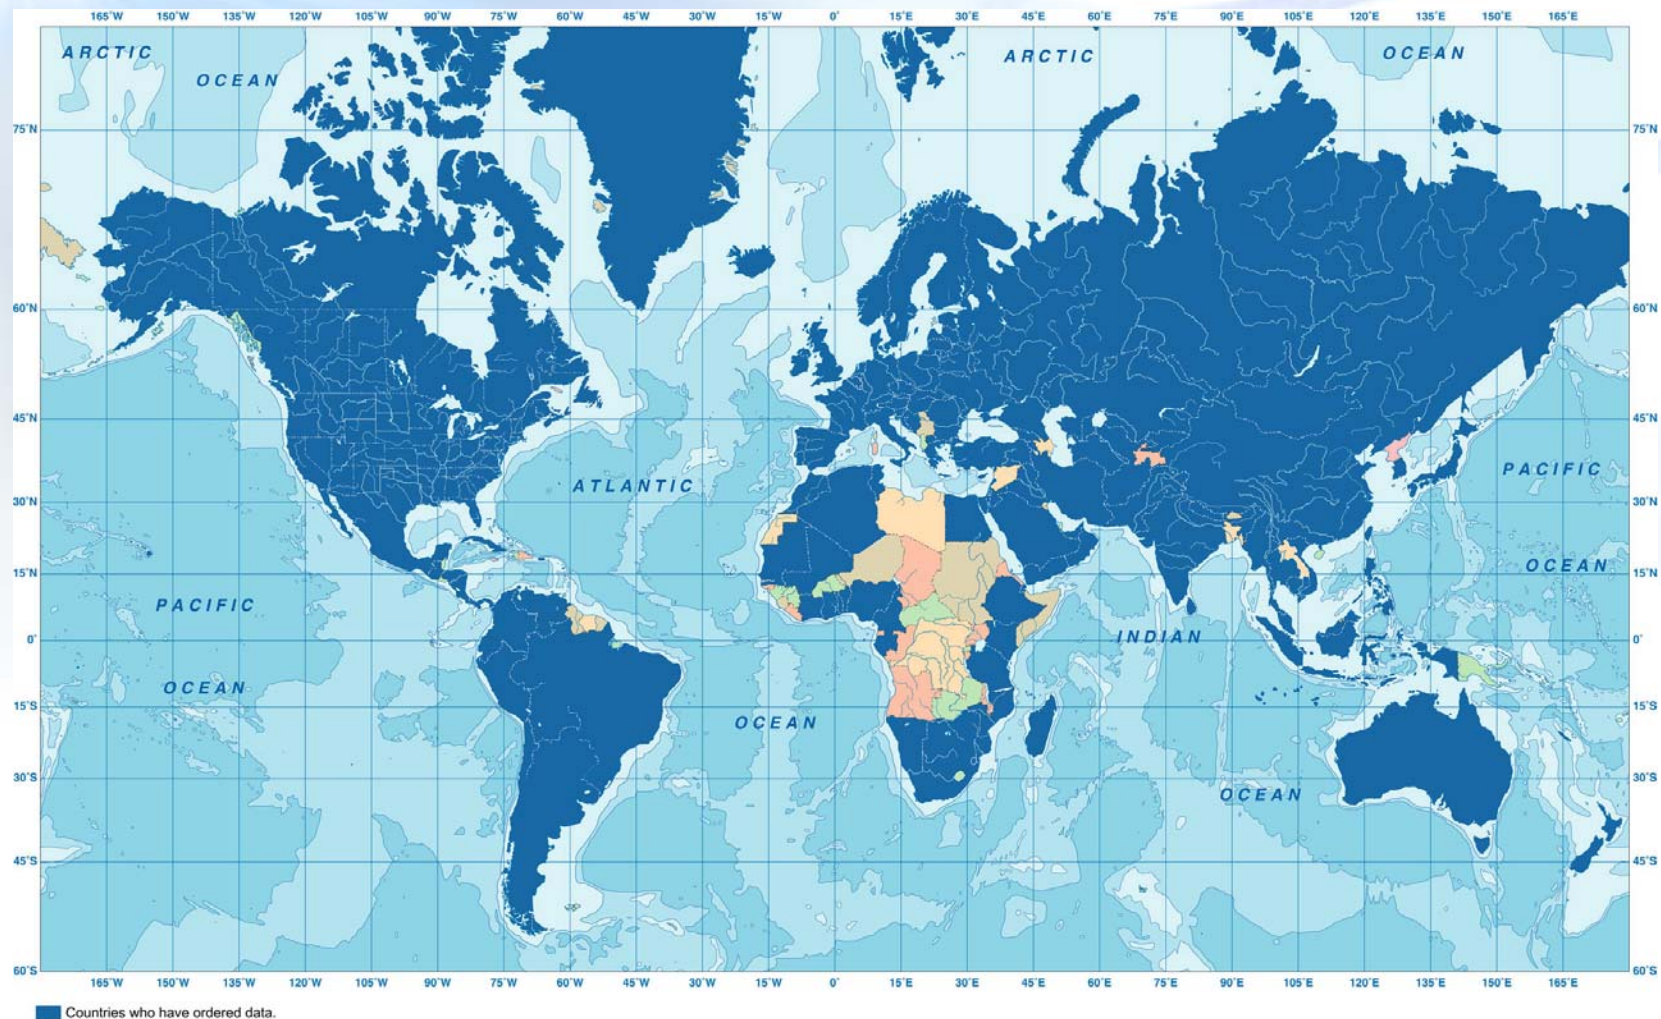 165°W 150°W 135°W 120°W 105°W 90°W 75°W 60°W 45°W 30°W 15°W 0° 15°E 30°E 45°E 60°E 75°E 90°E 105°E 120°E 135°E 150°E 165°E
ARCTIC
OCEAN
ARCTIC
OCEAN
75°N 75°N
60°N 60°N
45°N 45°N
ATLANTIC
PACIFIC
30°N 30°N
OCEAN
15°N 15°N
PACIFIC
INDIAN
0° 0°
OCEAN
15°S 15°S
OCEAN
30°S 30°S
OCEAN
45°S 45°S
60°S 60°S
165°W 150°W 135°W 120°W 105°W 90°W 75°W 60°W 45°W 30°W 15°W 0° 15°E 30°E 45°E 60°E 75°E 90°E 105°E 120°E 135°E 150°E 165°E
Countries who have ordered data.